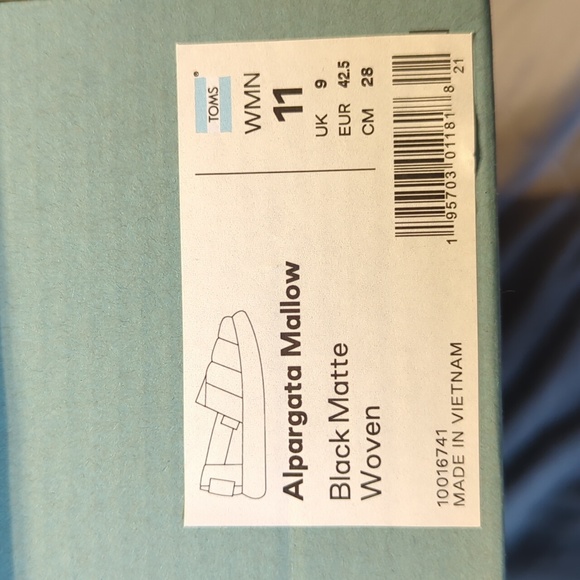 TOMS®
WMN
11
UK 9
EUR 42.5
CM 28
Alpargata Mallow
Black Matte
Woven
10016741
MADE IN VIETNAM
1 95703 01181 8
21